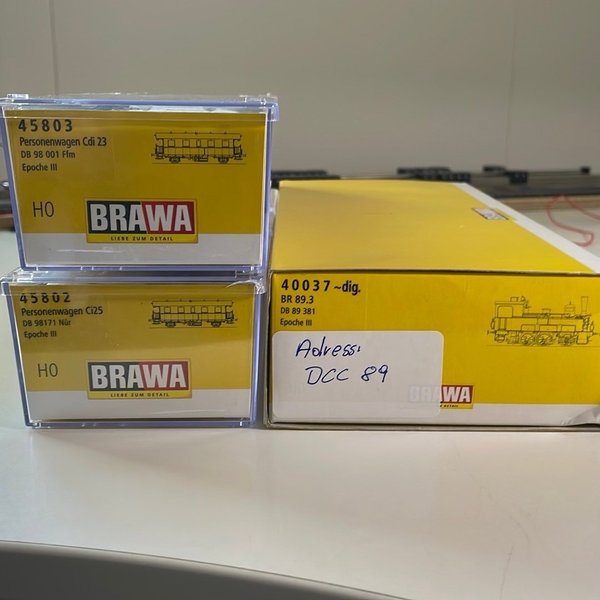 45803
Personenwagen Cdi 23
DB 98 001 Ffm
Epoche III
H0
BRAWA
LIEBE ZUM DETAIL
45802
Personenwagen Ci25
DB 98171 Nür
Epoche III
H0
BRAWA
LIEBE ZUM DETAIL
H0
40037 ~dig.
BR 89.3
DB 89 381
Epoche III
Adress:
DCC 89
BRAWA